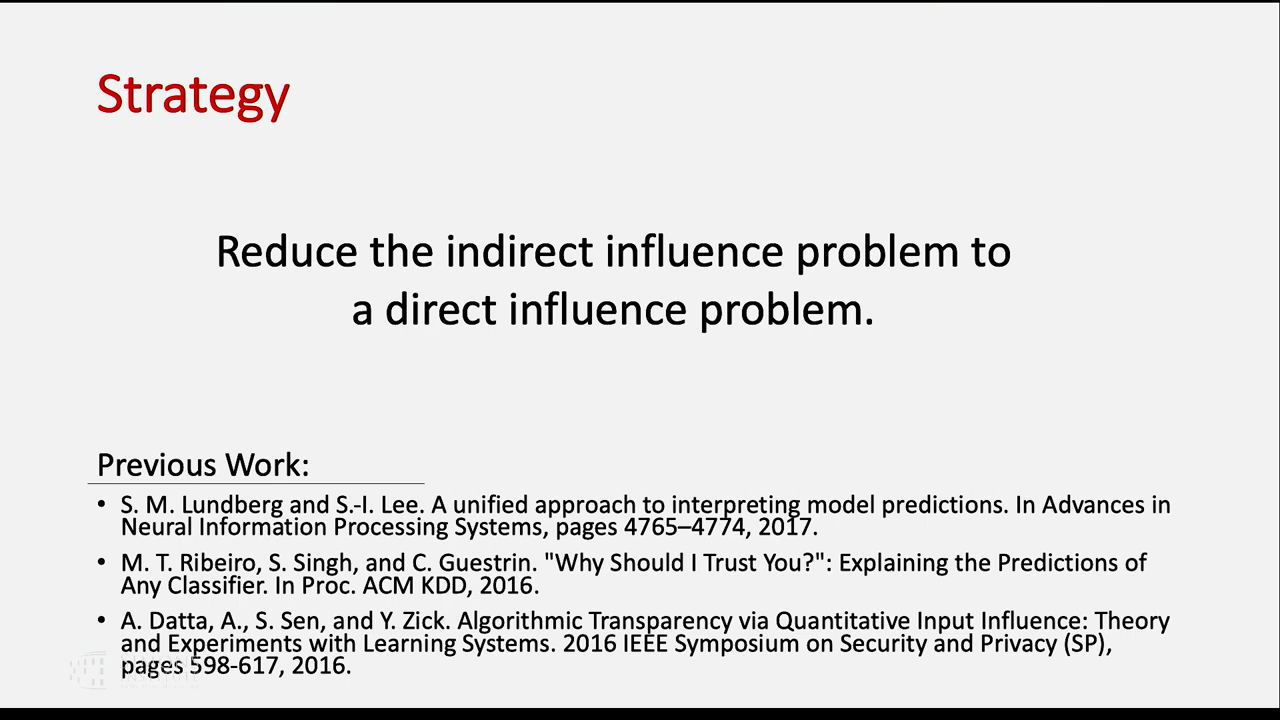 Strategy
Reduce the indirect influence problem to
a direct influence problem.
Previous Work:
• S. M. Lundberg and S.-I. Lee. A unified approach to interpreting model predictions. In Advances in
Neural Information Processing Systems, pages 4765–4774, 2017.
• M. T. Ribeiro, S. Singh, and C. Guestrin. "Why Should I Trust You?": Explaining the Predictions of
Any Classifier. In Proc. ACM KDD, 2016.
• A. Datta, A., S. Sen, and Y. Zick. Algorithmic Transparency via Quantitative Input Influence: Theory
and Experiments with Learning Systems. 2016 IEEE Symposium on Security and Privacy (SP),
pages 598-617, 2016.